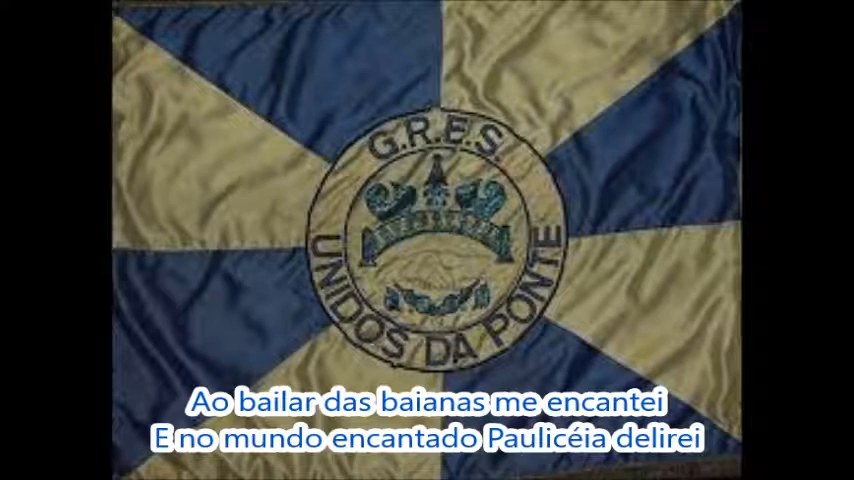 G.R.E.S.
UNIDOS DA PONTE
Ao bailar das baianas me encantei
E no mundo encantado Paulicéia delirei